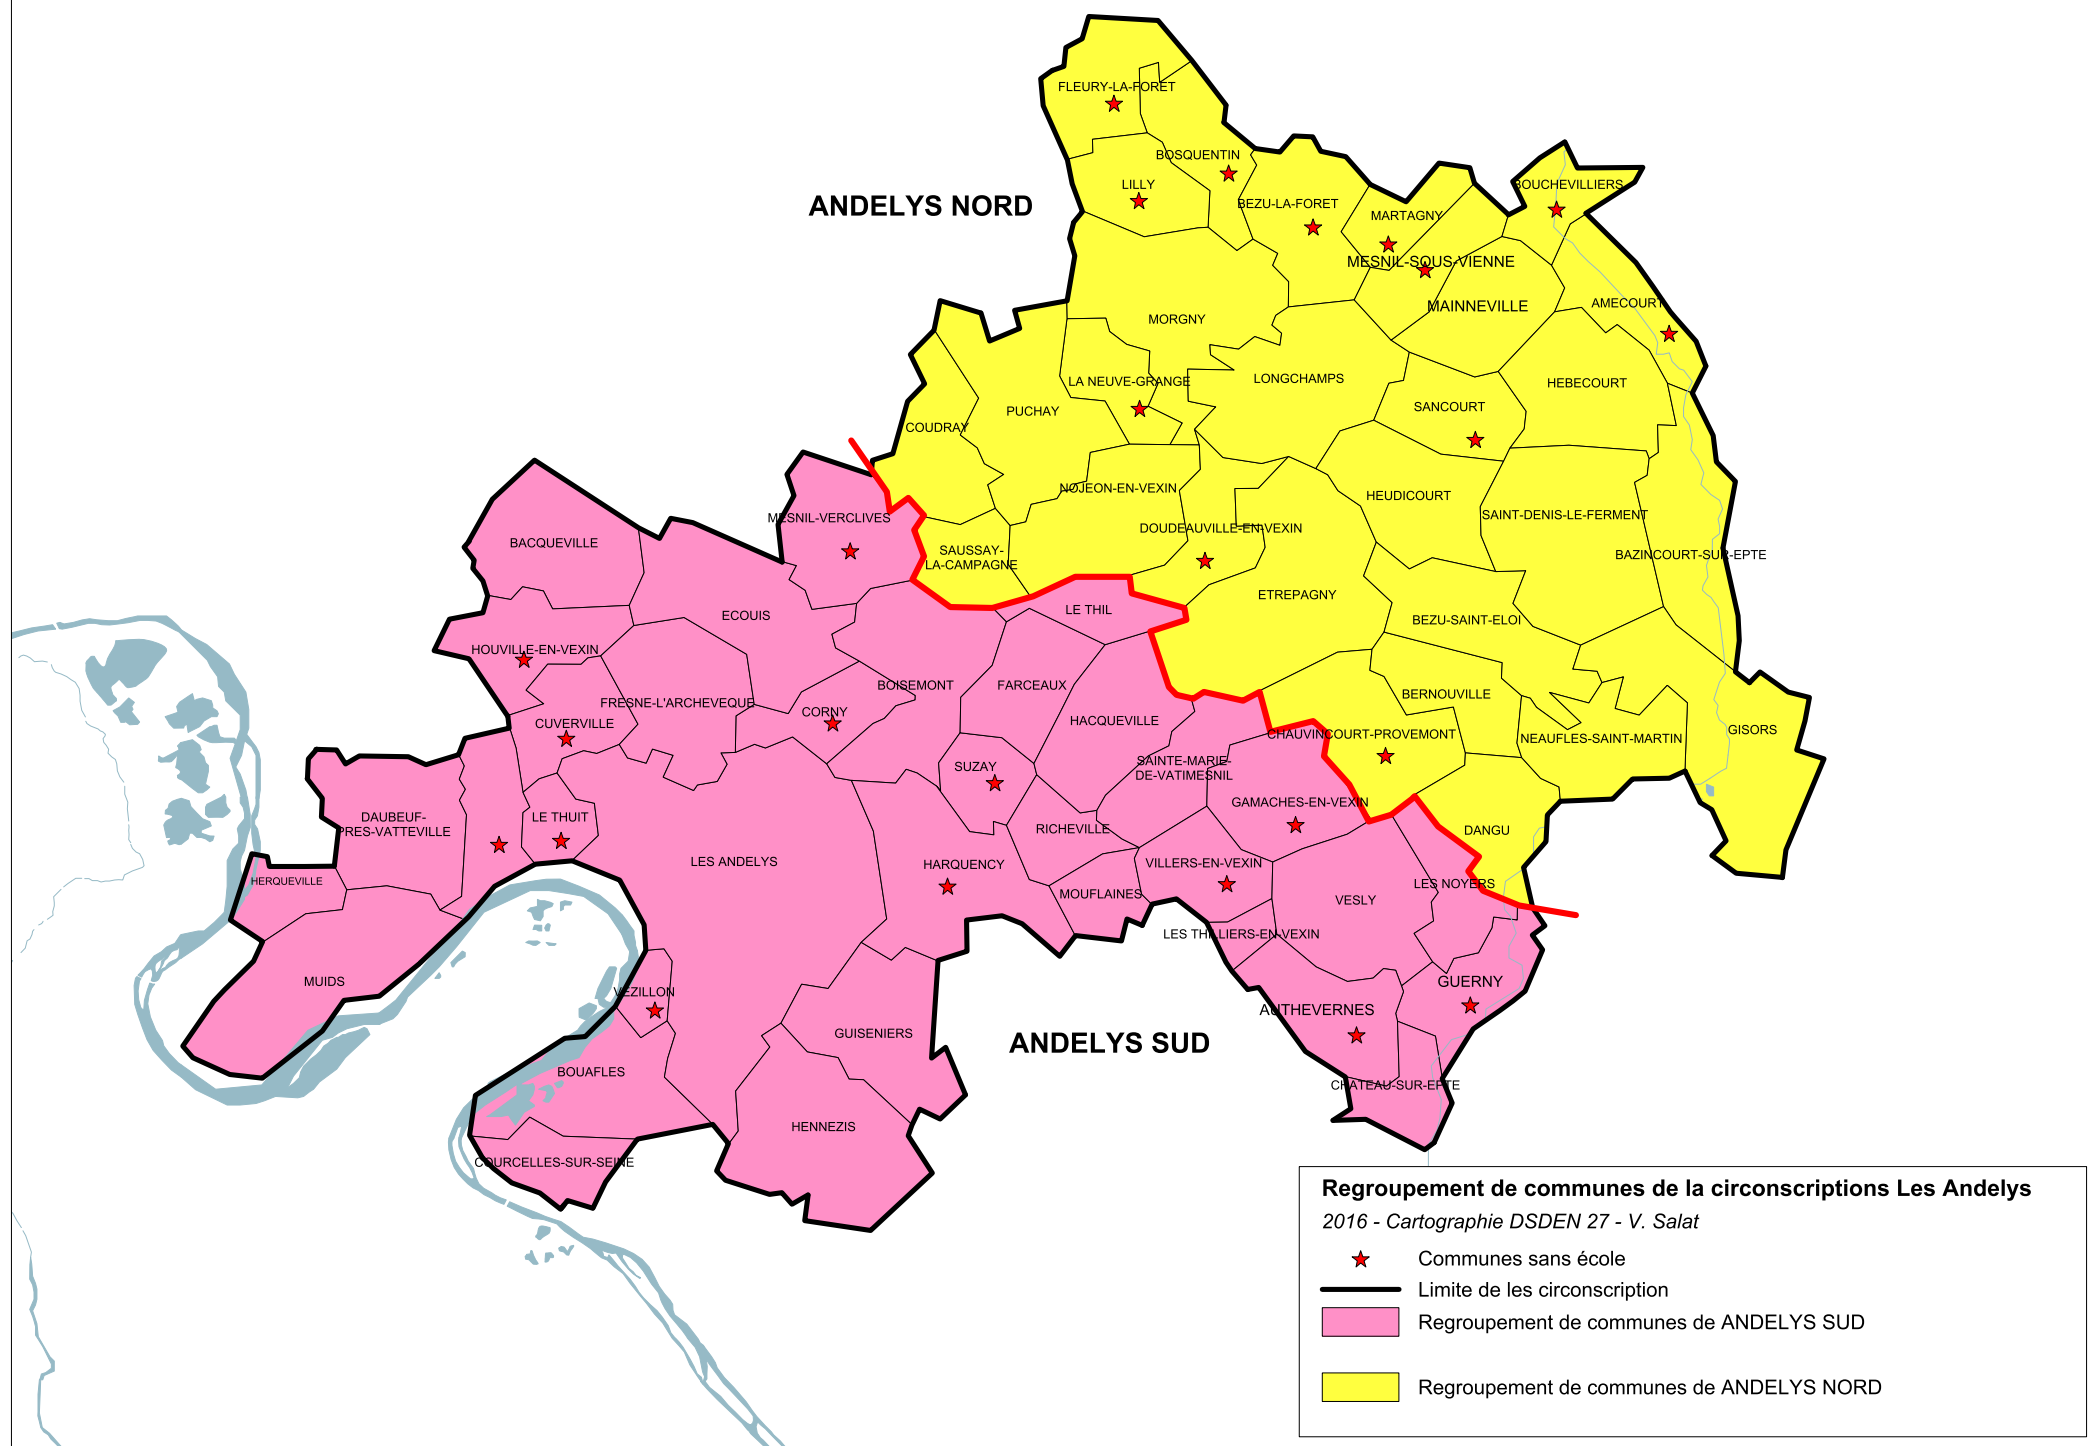 FLEURY-LA-FORET
BOSQUENTIN
LILLY
BEZU-LA-FORET
BOUCHEVILLIERS
MARTAGNY
ANDELYS NORD
MESNIL-SOUS-VIENNE
MAINNEVILLE
AMECOURT
MORGNY
LA NEUVE-GRANGE
LONGCHAMPS
HEBECOURT
PUCHAY
SANCOURT
COUDRAY
NOJEON-EN-VEXIN
HEUDICOURT
MESNIL-VERCLIVES
SAINT-DENIS-LE-FERMENT
DOUDEAUVILLE-EN-VEXIN
BACQUEVILLE
SAUSSAY-
LA-CAMPAGNE
BAZINCOURT-SUR-EPTE
ETREPAGNY
LE THIL
ECOUIS
BEZU-SAINT-ELOI
HOUVILLE-EN-VEXIN
BOISEMONT
FARCEAUX
BERNOUVILLE
FRESNE-L'ARCHEVEQUE
CORNY
HACQUEVILLE
CUVERVILLE
CHAUVINCOURT-PROVEMONT
NEAUFLES-SAINT-MARTIN
GISORS
SUZAY
SAINTE-MARIE-
DE-VATIMESNIL
GAMACHES-EN-VEXIN
DAUBEUF-
PRES-VATTEVILLE
LE THUIT
RICHEVILLE
DANGU
LES ANDELYS
HARQUENCY
VILLERS-EN-VEXIN
HERQUEVILLE
MOUFLAINES
LES NOYERS
VESLY
LES THILLIERS-EN-VEXIN
MUIDS
VEZILLON
GUERNY
AUTHEVERNES
GUISENIERS
ANDELYS SUD
BOUAFLES
CHATEAU-SUR-EPTE
HENNEZIS
COURCELLES-SUR-SEINE
Regroupement de communes de la circonscriptions Les Andelys
2016 - Cartographie DSDEN 27 - V. Salat
Communes sans école
Limite de les circonscription
Regroupement de communes de ANDELYS SUD
Regroupement de communes de ANDELYS NORD